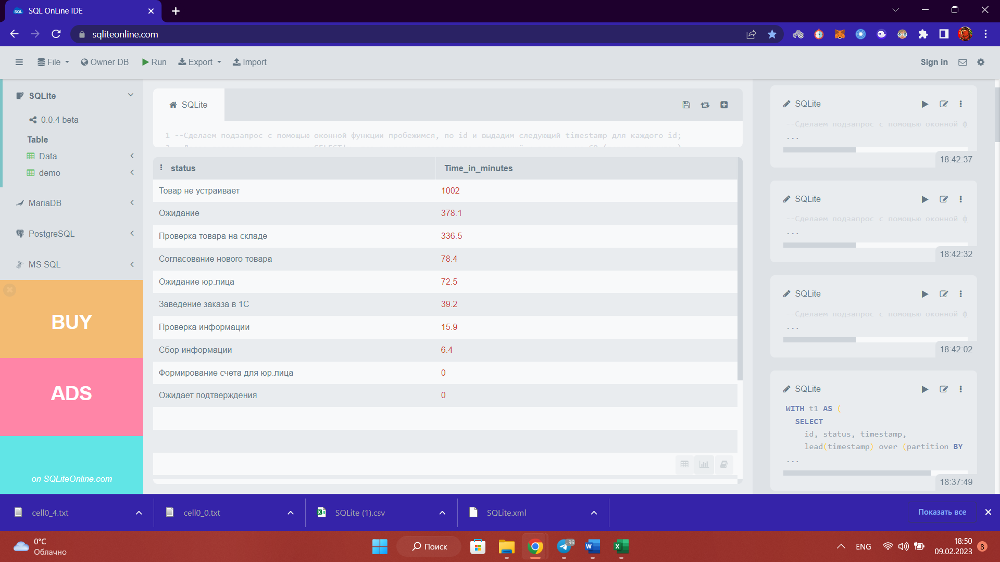 SQL OnLine IDE
sqliteonline.com
File
Owner DB
Run
Export
Import
Sign in
SQLite
0.0.4 beta
Table
Data
demo
MariaDB
PostgreSQL
MS SQL
BUY
ADS
on SQLiteOnline.com
SQLite
1 --Сделаем подзапрос с помощью оконной функции пробежимся, по id и выдадим следующий timestamp для каждого id;
status Time_in_minutes
Товар не устраивает 1002
Ожидание 378.1
Проверка товара на складе 336.5
Согласование нового товара 78.4
Ожидание юр.лица 72.5
Заведение заказа в 1С 39.2
Проверка информации 15.9
Сбор информации 6.4
Формирование счета для юр.лица 0
Ожидает подтверждения 0
SQLite
--Сделаем подзапрос с помощью оконной ф
...
18:42:37
SQLite
--Сделаем подзапрос с помощью оконной ф
...
18:42:32
SQLite
--Сделаем подзапрос с помощью оконной ф
...
18:42:02
SQLite
WITH t1 AS (
SELECT
id, status, timestamp,
lead(timestamp) over (partition BY
...
18:37:49
cell0_4.txt
cell0_0.txt
SQLite (1).csv
SQLite.xml
Показать все
0°C
Облачно
Поиск
96
ENG
18:50
09.02.2023
8